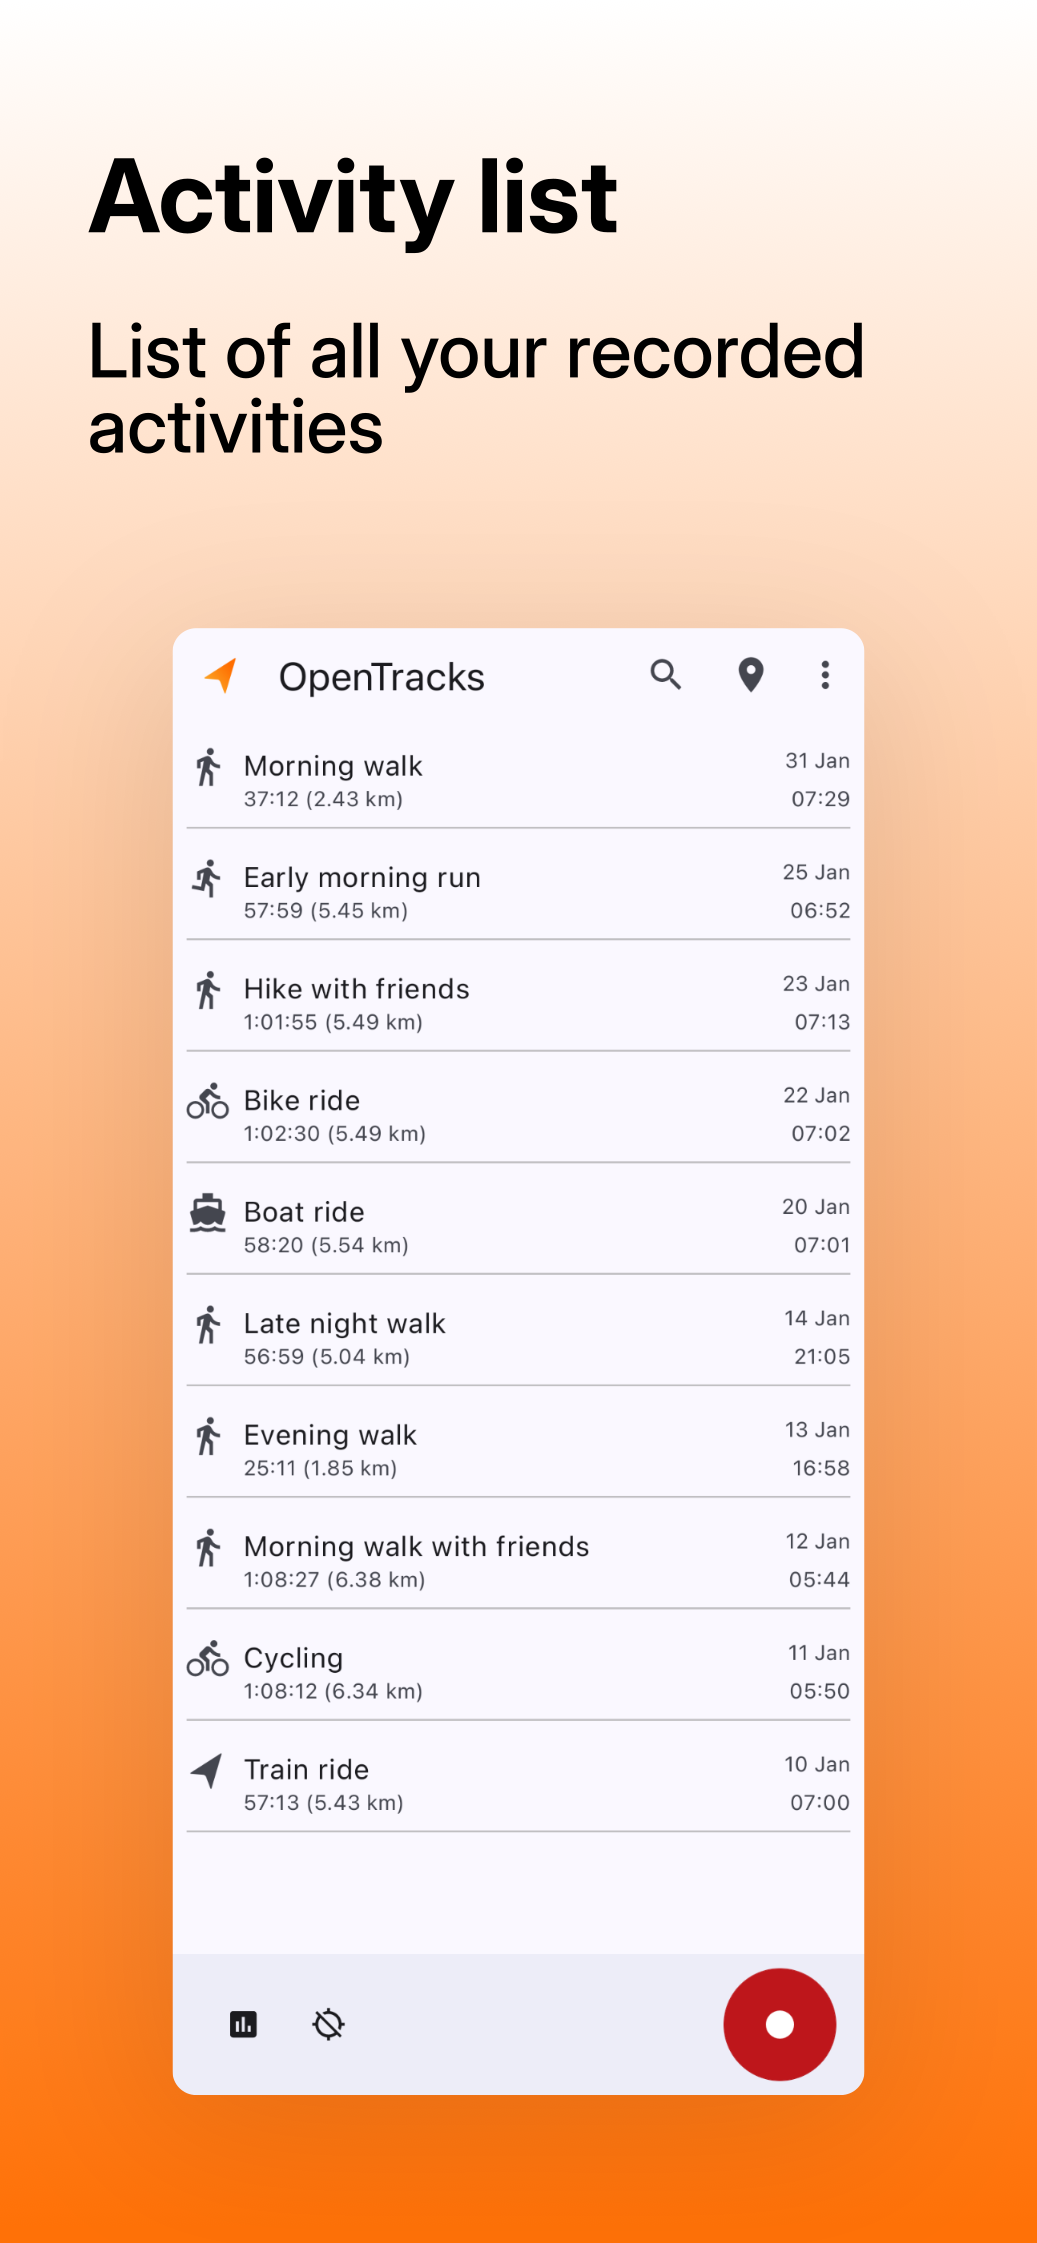 Activity list
List of all your recorded
activities
OpenTracks
Morning walk
31 Jan
37:12 (2.43 km)
07:29
Early morning run
25 Jan
57:59 (5.45 km)
06:52
Hike with friends
23 Jan
1:01:55 (5.49 km)
07:13
Bike ride
22 Jan
1:02:30 (5.49 km)
07:02
Boat ride
20 Jan
58:20 (5.54 km)
07:01
Late night walk
14 Jan
56:59 (5.04 km)
21:05
Evening walk
13 Jan
25:11 (1.85 km)
16:58
Morning walk with friends
12 Jan
1:08:27 (6.38 km)
05:44
Cycling
11 Jan
1:08:12 (6.34 km)
05:50
Train ride
10 Jan
57:13 (5.43 km)
07:00